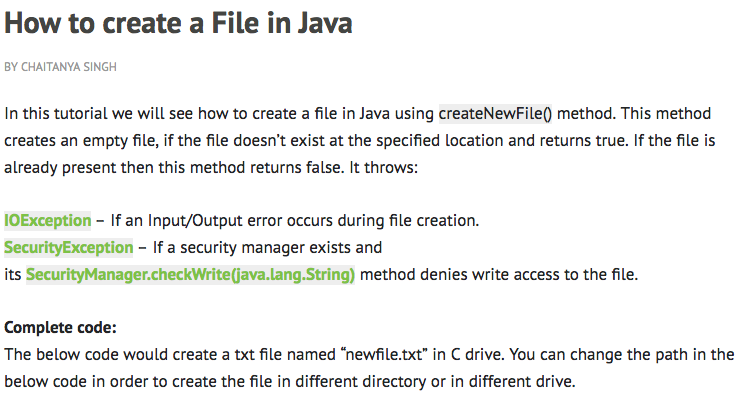 How to create a File in Java
BY CHAITANYA SINGH
In this tutorial we will see how to create a file in Java using createNewFile() method. This method
creates an empty file, if the file doesn’t exist at the specified location and returns true. If the file is
already present then this method returns false. It throws:
IOException – If an Input/Output error occurs during file creation.
SecurityException – If a security manager exists and
its SecurityManager.checkWrite(java.lang.String) method denies write access to the file.
Complete code:
The below code would create a txt file named “newfile.txt” in C drive. You can change the path in the
below code in order to create the file in different directory or in different drive.